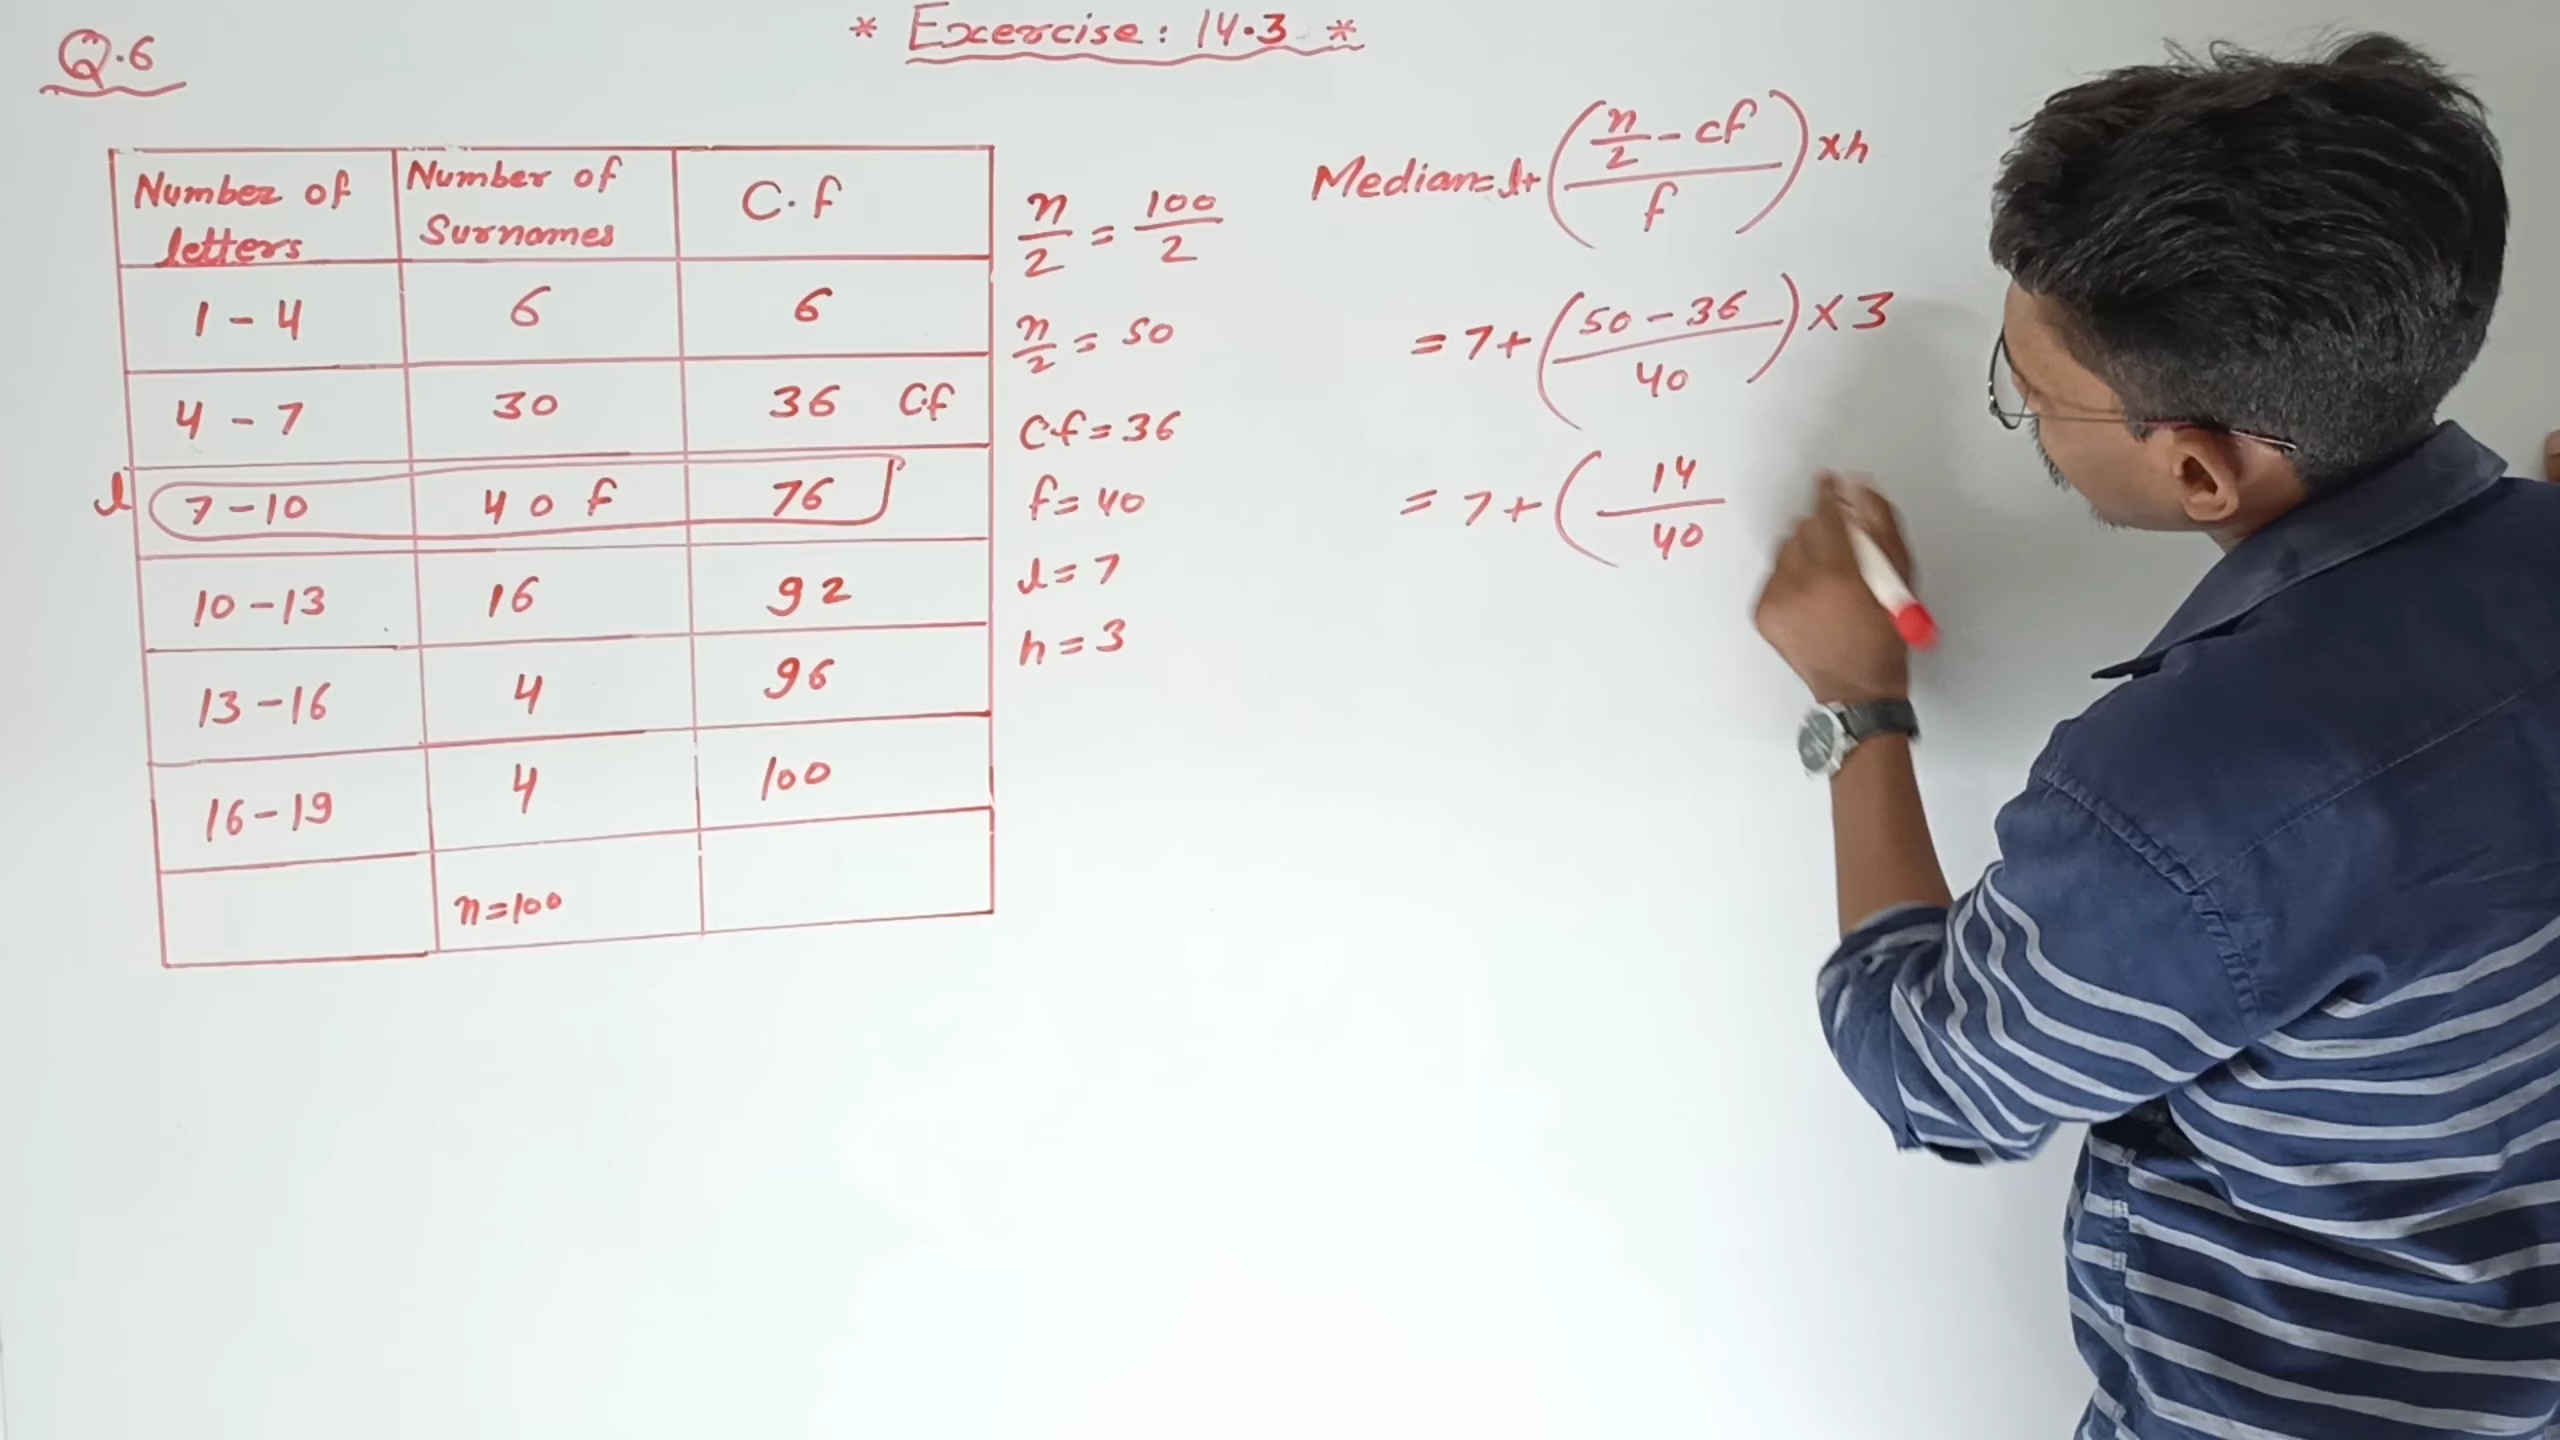 Q.6
* Excercise: 14.3 *
Number of letters | Number of Surnames | C.f
1 - 4 | 6 | 6
4 - 7 | 30 | 36 Cf
l 7 - 10 | 40 f | 76
10 - 13 | 16 | 92
13 - 16 | 4 | 96
16 - 19 | 4 | 100
n=100
n/2 = 100/2
n/2 = 50
Cf = 36
f = 40
l = 7
h = 3
Median = l + ((n/2 - cf)/f) × h
= 7 + ((50 - 36)/40) × 3
= 7 + (14/40